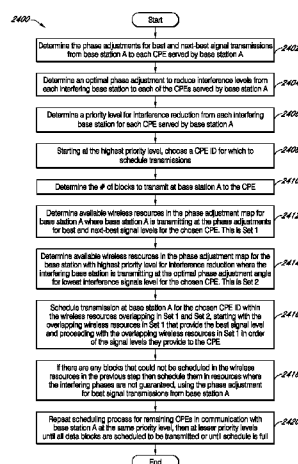 2400
Start
Determine the phase adjustments for best and next-best signal transmissions
from base station A to each CPE served by base station A
2402
Determine an optimal phase adjustment to reduce interference levels from
each interfering base station to each of the CPEs served by base station A
2404
Determine a priority level for interference reduction from each interfering
base station for each CPE served by base station A
2406
Starting at the highest priority level, choose a CPE ID for which to
schedule transmissions
2408
Determine the # of blocks to transmit at base station A to the CPE
2410
Determine available wireless resources in the phase adjustment map for
base station A where base station A is transmitting at the phase adjustments
for best and next-best signal levels for the chosen CPE. This is Set 1
2412
Determine available wireless resources in the phase adjustment map for the
base station with highest priority level for interference reduction where the
interfering base station is transmitting at the optimal phase adjustment angle
for lowest interference signals level for the chosen CPE. This is Set 2
2414
Schedule transmission at base station A for the chosen CPE ID within
the wireless resources overlapping in Set 1 and Set 2, starting with the
overlapping wireless resources in Set 1 that provide the best signal level
and proceeding with the overlapping wireless resources in Set 1 in order
of the signal levels they provide to the CPE
2416
If there are any blocks that could not be scheduled in the wireless
resources in the previous step then schedule them in resources where
the interfering phases are not guaranteed, using the phase adjustment
for best signal transmissions from base station A
2418
Repeat scheduling process for remaining CPEs in communication with
base station A at the same priority level, then at lesser priority levels
until all data blocks are scheduled to be transmitted or until schedule is full
2420
End